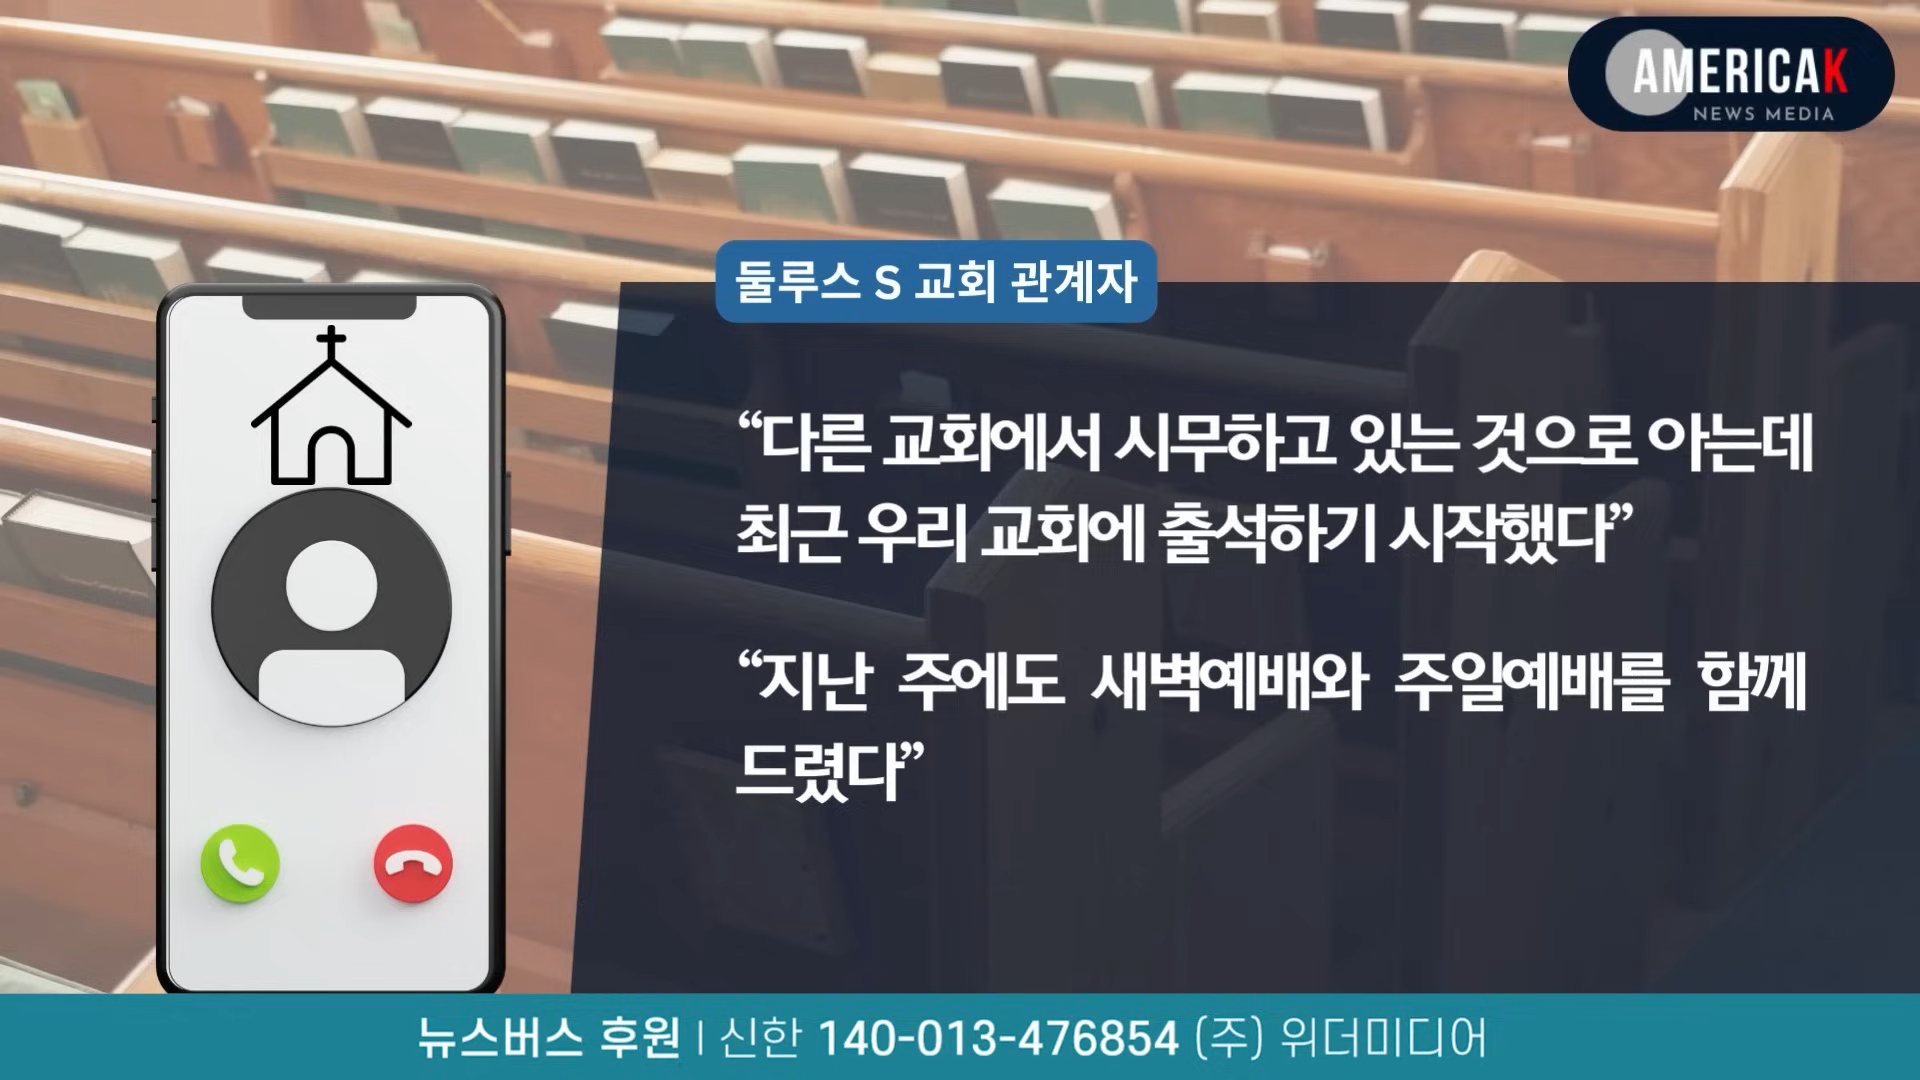 AMERICAK
NEWS MEDIA
둘루스 S 교회 관계자
“다른 교회에서 시무하고 있는 것으로 아는데
최근 우리 교회에 출석하기 시작했다”
“지난 주에도 새벽예배와 주일예배를 함께
드렸다”
뉴스버스 후원 | 신한 140-013-476854 (주) 위더미디어